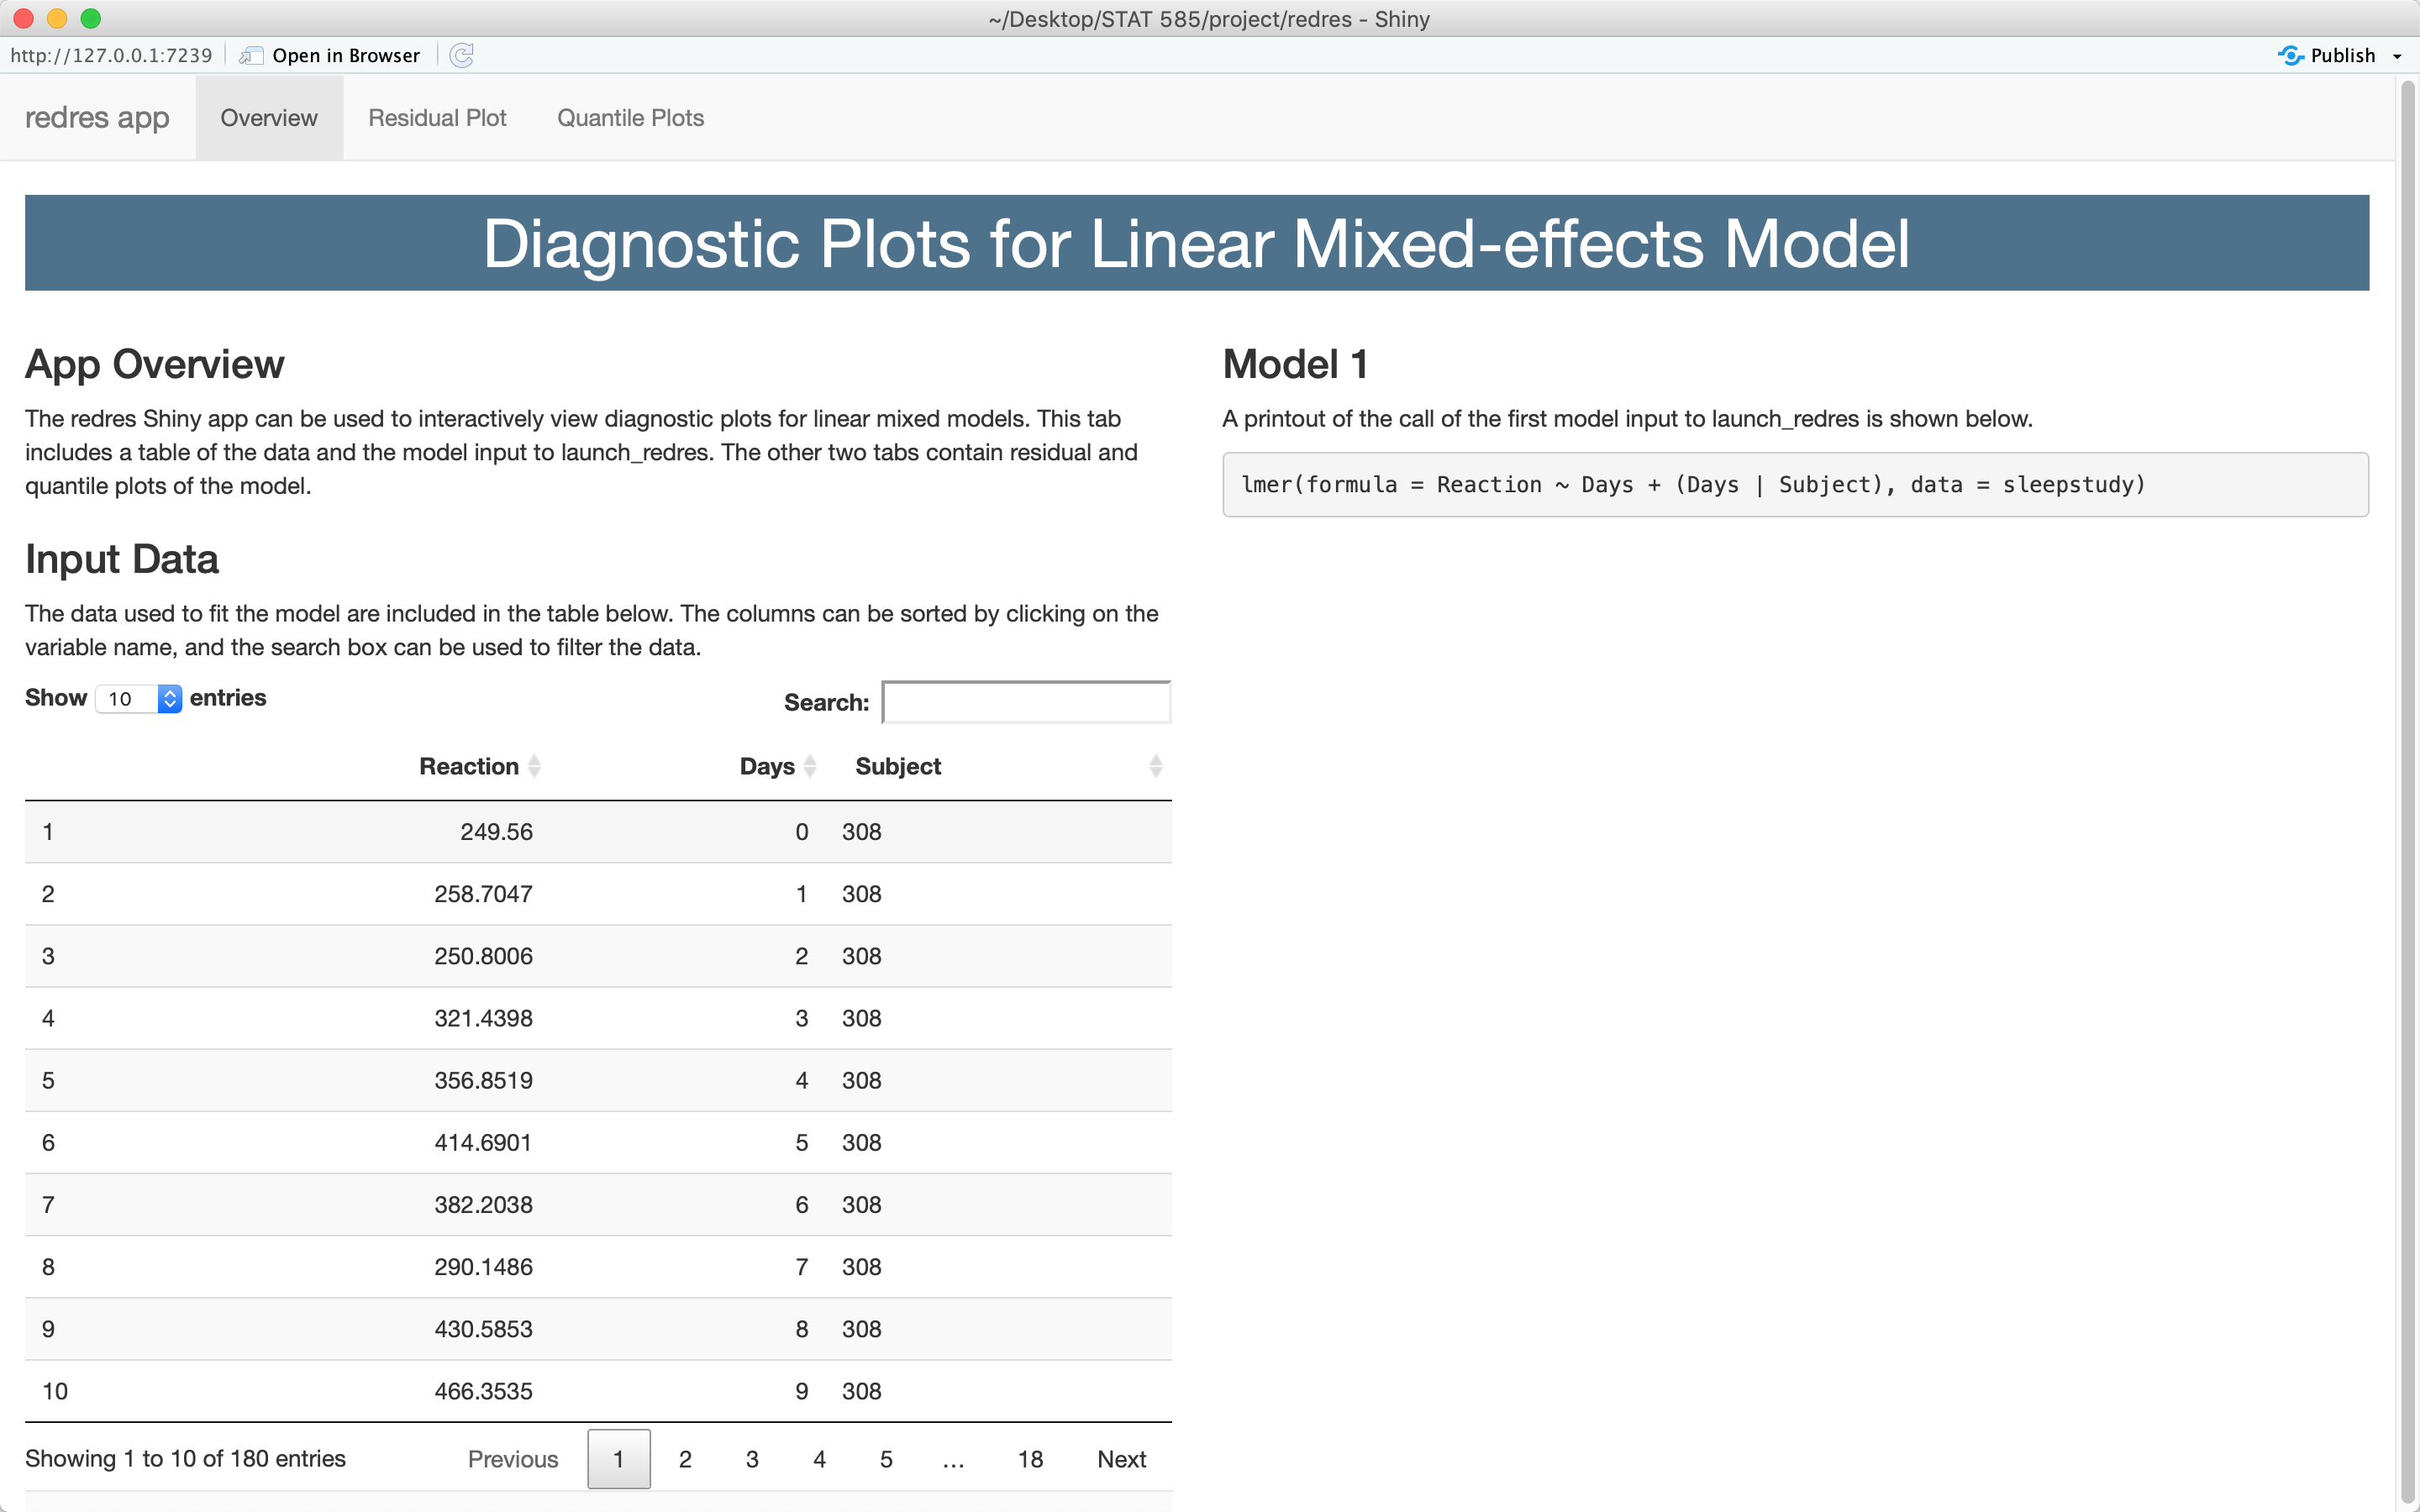 ~/Desktop/STAT 585/project/redres - Shiny
http://127.0.0.1:7239 Open in Browser Publish
redres app Overview Residual Plot Quantile Plots
Diagnostic Plots for Linear Mixed-effects Model
App Overview
The redres Shiny app can be used to interactively view diagnostic plots for linear mixed models. This tab
includes a table of the data and the model input to launch_redres. The other two tabs contain residual and
quantile plots of the model.
Input Data
The data used to fit the model are included in the table below. The columns can be sorted by clicking on the
variable name, and the search box can be used to filter the data.
Show 10 entries Search:
Reaction Days Subject
1 249.56 0 308
2 258.7047 1 308
3 250.8006 2 308
4 321.4398 3 308
5 356.8519 4 308
6 414.6901 5 308
7 382.2038 6 308
8 290.1486 7 308
9 430.5853 8 308
10 466.3535 9 308
Showing 1 to 10 of 180 entries Previous 1 2 3 4 5 … 18 Next
Model 1
A printout of the call of the first model input to launch_redres is shown below.
lmer(formula = Reaction ~ Days + (Days | Subject), data = sleepstudy)